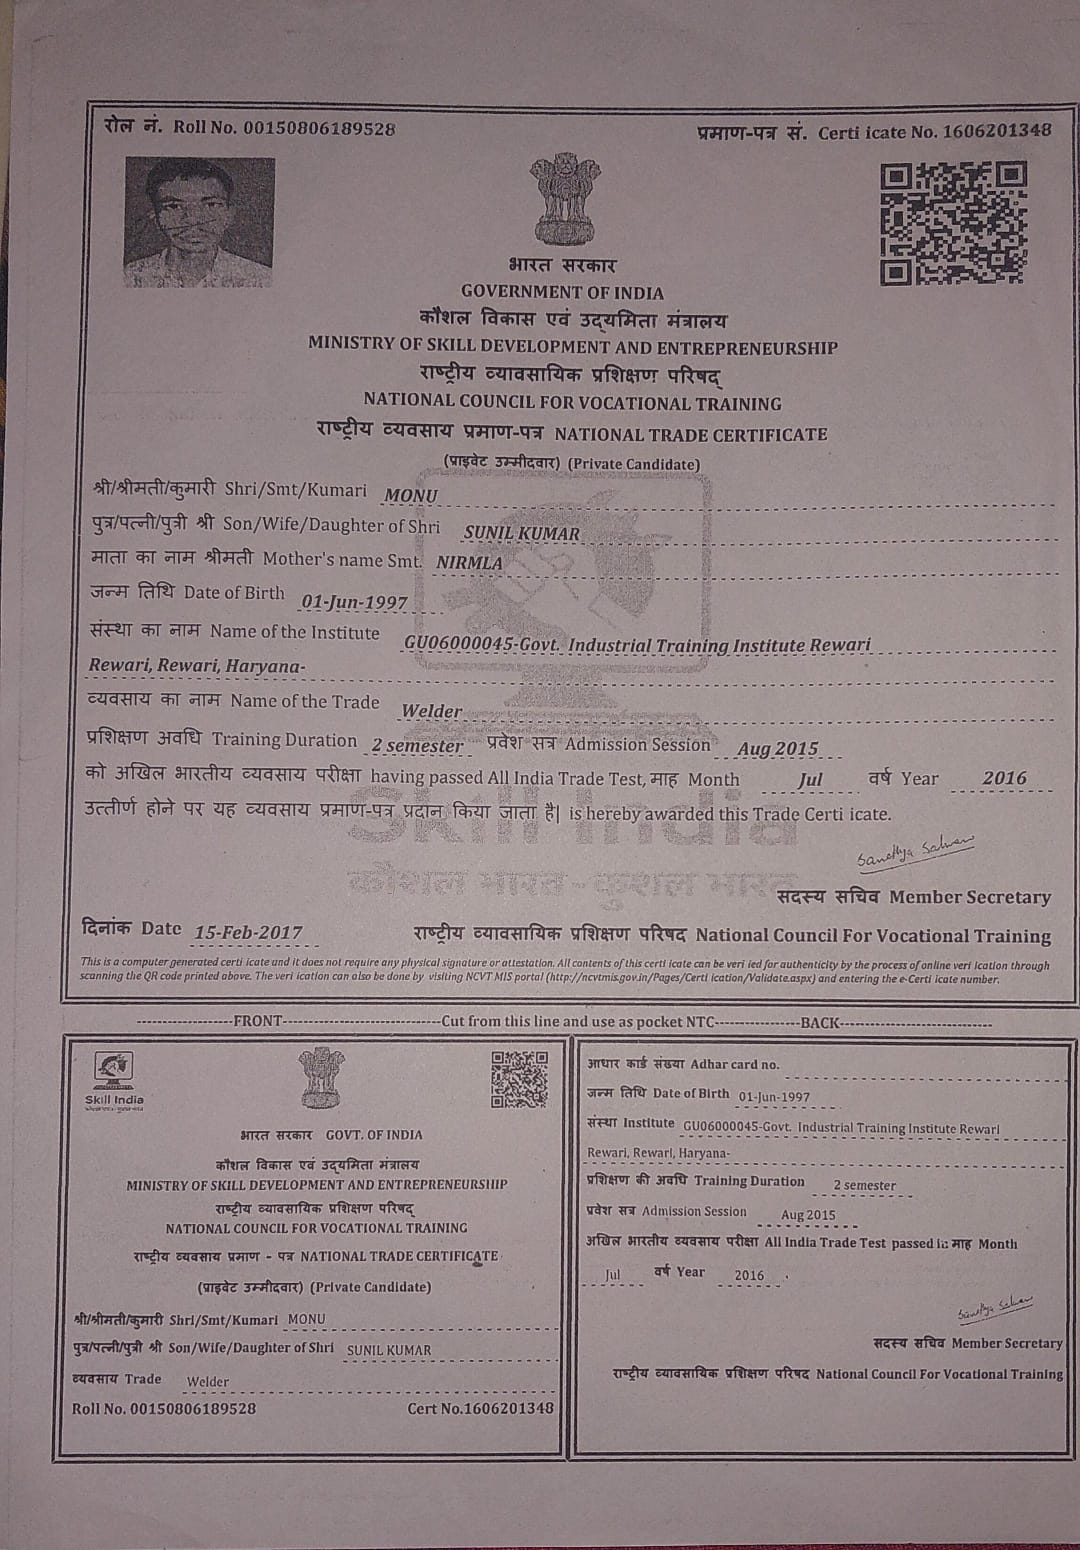 रोल नं. Roll No. 00150806189528
प्रमाण-पत्र सं. Certi icate No. 1606201348
भारत सरकार
GOVERNMENT OF INDIA
कौशल विकास एवं उद्यमिता मंत्रालय
MINISTRY OF SKILL DEVELOPMENT AND ENTREPRENEURSHIP
राष्ट्रीय व्यावसायिक प्रशिक्षण परिषद्
NATIONAL COUNCIL FOR VOCATIONAL TRAINING
राष्ट्रीय व्यवसाय प्रमाण-पत्र NATIONAL TRADE CERTIFICATE
(प्राइवेट उम्मीदवार) (Private Candidate)
श्री/श्रीमती/कुमारी Shri/Smt/Kumari MONU
पुत्र/पत्नी/पुत्री श्री Son/Wife/Daughter of Shri SUNIL KUMAR
माता का नाम श्रीमती Mother's name Smt. NIRMLA
जन्म तिथि Date of Birth 01-Jun-1997
संस्था का नाम Name of the Institute GU06000045-Govt. Industrial Training Institute Rewari
Rewari, Rewari, Haryana-
व्यवसाय का नाम Name of the Trade Welder
प्रशिक्षण अवधि Training Duration 2 semester प्रवेश सत्र Admission Session Aug 2015
को अखिल भारतीय व्यवसाय परीक्षा having passed All India Trade Test, माह Month Jul वर्ष Year 2016
उत्तीर्ण होने पर यह व्यवसाय प्रमाण-पत्र प्रदान किया जाता है| is hereby awarded this Trade Certi icate.
Skill India
कौशल भारत - कुशल भारत
Sandhya Salwan
सदस्य सचिव Member Secretary
दिनांक Date 15-Feb-2017
राष्ट्रीय व्यावसायिक प्रशिक्षण परिषद National Council For Vocational Training
This is a computer generated certi icate and it does not require any physical signature or attestation. All contents of this certi icate can be veri ied for authenticity by the process of online veri ication through
scanning the QR code printed above. The veri ication can also be done by visiting NCVT MIS portal (http://ncvtmis.gov.in/Pages/Certi ication/Validate.aspx) and entering the e-Certi icate number.
-------------------FRONT-------------------------------Cut from this line and use as pocket NTC-----------------BACK------------------------------
Skill India
भारत सरकार GOVT. OF INDIA
कौशल विकास एवं उद्यमिता मंत्रालय
MINISTRY OF SKILL DEVELOPMENT AND ENTREPRENEURSHIP
राष्ट्रीय व्यावसायिक प्रशिक्षण परिषद्
NATIONAL COUNCIL FOR VOCATIONAL TRAINING
राष्ट्रीय व्यवसाय प्रमाण - पत्र NATIONAL TRADE CERTIFICATE
(प्राइवेट उम्मीदवार) (Private Candidate)
श्री/श्रीमती/कुमारी Shri/Smt/Kumari MONU
पुत्र/पत्नी/पुत्री श्री Son/Wife/Daughter of Shri SUNIL KUMAR
व्यवसाय Trade Welder
Roll No. 00150806189528 Cert No.1606201348
आधार कार्ड संख्या Adhar card no.
जन्म तिथि Date of Birth 01-Jun-1997
संस्था Institute GU06000045-Govt. Industrial Training Institute Rewari
Rewari, Rewari, Haryana-
प्रशिक्षण की अवधि Training Duration 2 semester
प्रवेश सत्र Admission Session Aug 2015
अखिल भारतीय व्यवसाय परीक्षा All India Trade Test passed in माह Month
Jul वर्ष Year 2016
Sandhya Salwan
सदस्य सचिव Member Secretary
राष्ट्रीय व्यावसायिक प्रशिक्षण परिषद National Council For Vocational Training